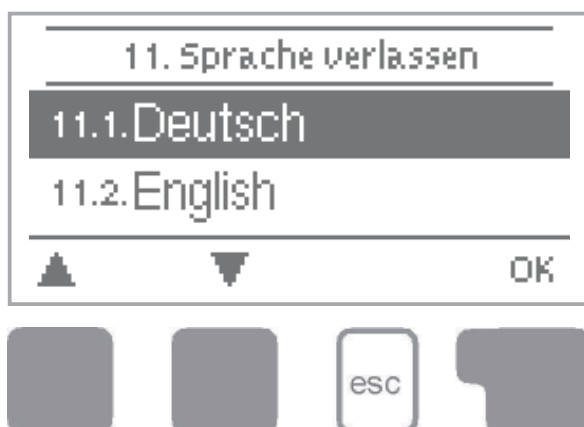 11. Sprache verlassen
11.1. Deutsch
11.2. English
OK
esc